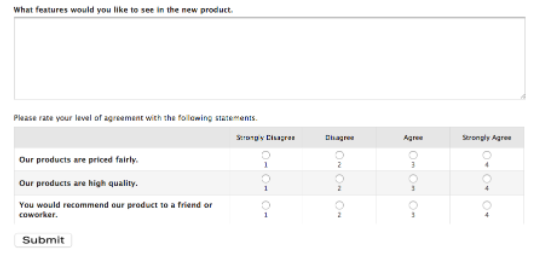 What features would you like to see in the new product.
Please rate your level of agreement with the following statements.
Strongly Disagree Disagree Agree Strongly Agree
Our products are priced fairly.
1 2 3 4
Our products are high quality.
1 2 3 4
You would recommend our product to a friend or
coworker.
1 2 3 4
Submit